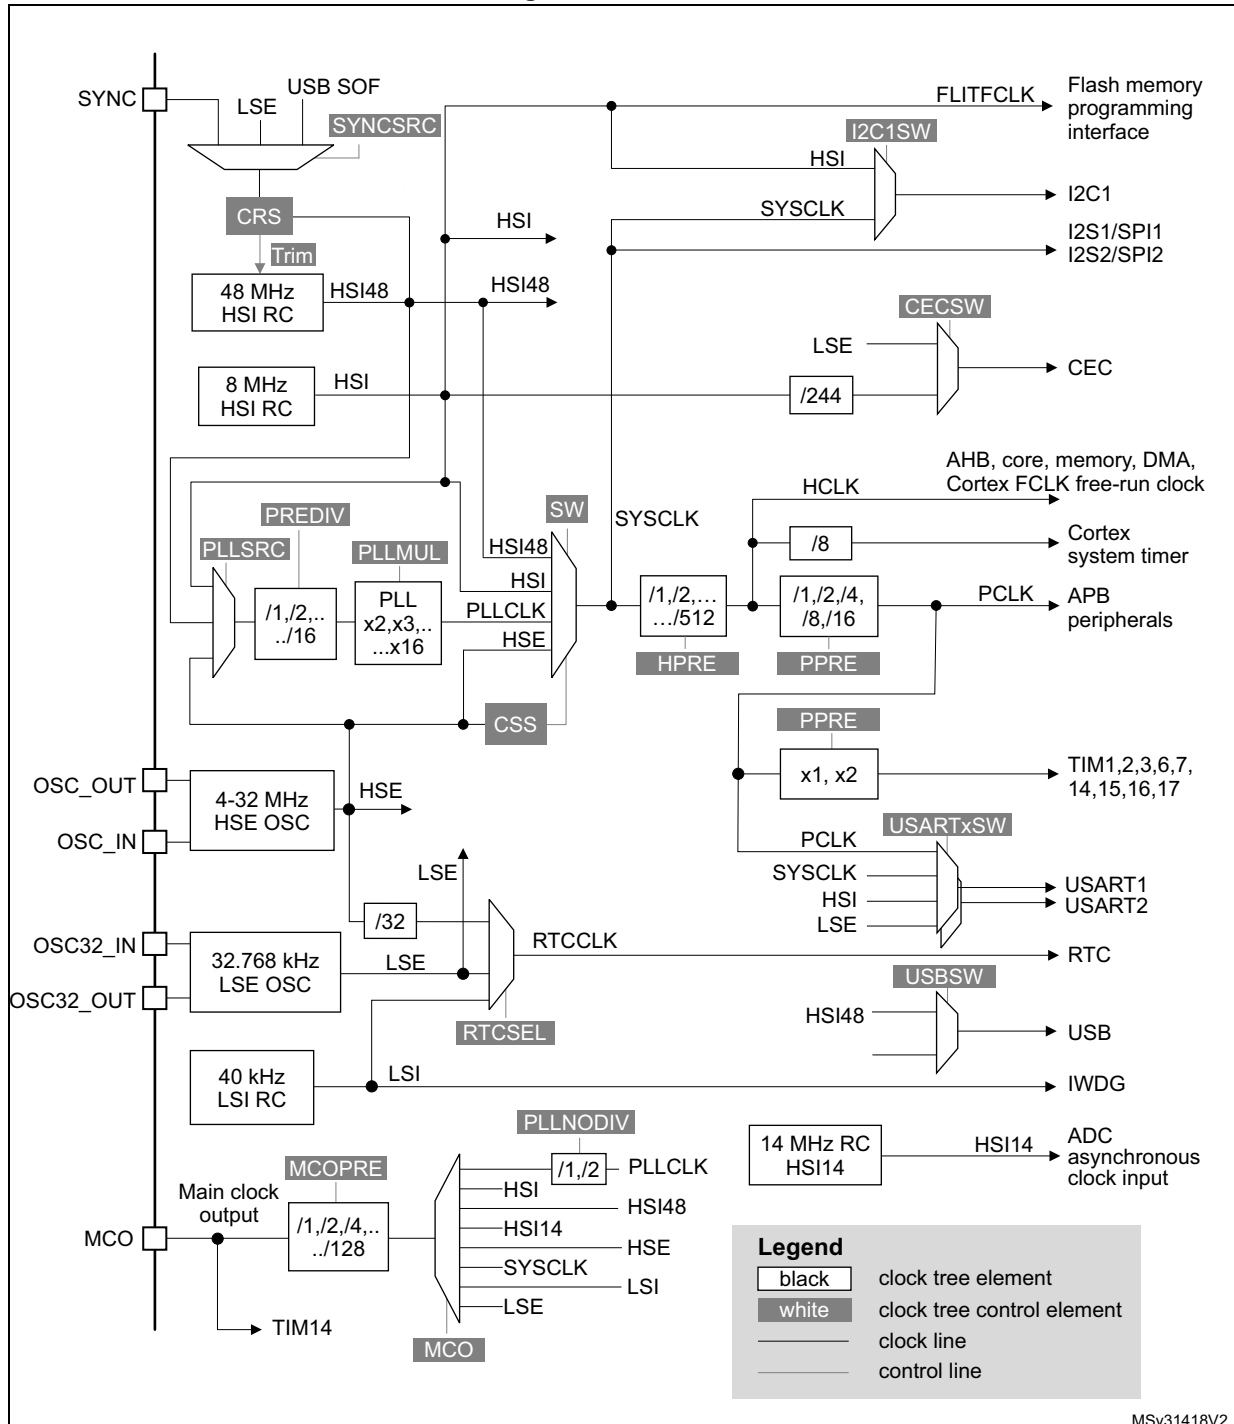 SYNC
LSE
USB SOF
SYNCSRC
CRS
Trim
48 MHz
HSI RC
HSI48
HSI
HSI48
8 MHz
HSI RC
HSI
FLITFCLK
Flash memory
programming
interface
I2C1SW
HSI
SYSCLK
I2C1
I2S1/SPI1
I2S2/SPI2
CECSW
LSE
/244
CEC
AHB, core, memory, DMA,
Cortex FCLK free-run clock
HCLK
/8
Cortex
system timer
PLLSRC
PREDIV
/1,/2,..
../16
PLLMUL
PLL
x2,x3,..
...x16
SW
HSI48
HSI
PLLCLK
HSE
SYSCLK
/1,/2,…
…/512
HPRE
/1,/2,/4,
/8,/16
PPRE
PCLK
APB
peripherals
CSS
PPRE
x1, x2
TIM1,2,3,6,7,
14,15,16,17
OSC_OUT
OSC_IN
4-32 MHz
HSE OSC
HSE
PCLK
SYSCLK
HSI
LSE
USARTxSW
USART1
USART2
LSE
/32
OSC32_IN
OSC32_OUT
32.768 kHz
LSE OSC
LSE
RTCCLK
RTC
RTCSEL
USBSW
HSI48
USB
40 kHz
LSI RC
LSI
IWDG
14 MHz RC
HSI14
HSI14
ADC
asynchronous
clock input
PLLNODIV
/1,/2
PLLCLK
HSI
HSI48
HSI14
HSE
SYSCLK
LSI
LSE
MCO
MCOPRE
/1,/2,/4,..
../128
Main clock
output
MCO
TIM14
Legend
black
clock tree element
white
clock tree control element
clock line
control line
MSv31418V2